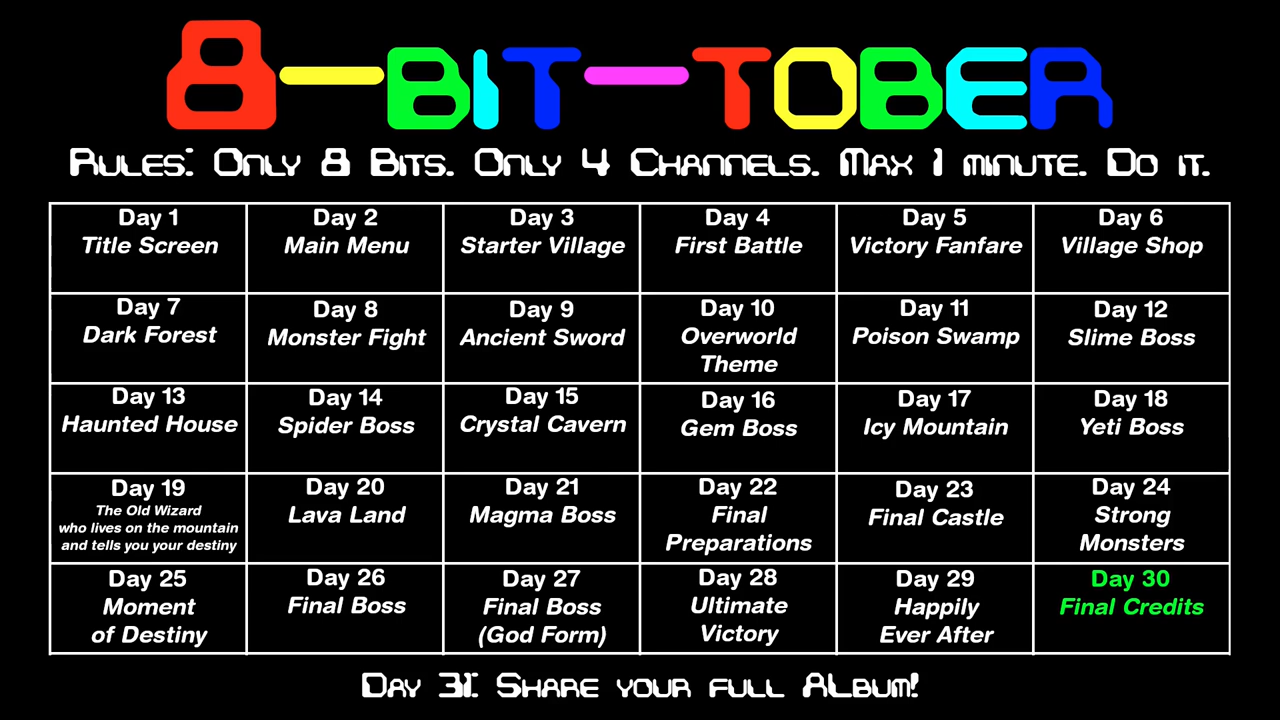 8-BIT-TOBER
Rules: Only 8 Bits. Only 4 Channels. Max 1 minute. Do it.
Day 1
Title Screen
Day 2
Main Menu
Day 3
Starter Village
Day 4
First Battle
Day 5
Victory Fanfare
Day 6
Village Shop
Day 7
Dark Forest
Day 8
Monster Fight
Day 9
Ancient Sword
Day 10
Overworld
Theme
Day 11
Poison Swamp
Day 12
Slime Boss
Day 13
Haunted House
Day 14
Spider Boss
Day 15
Crystal Cavern
Day 16
Gem Boss
Day 17
Icy Mountain
Day 18
Yeti Boss
Day 19
The Old Wizard
who lives on the mountain
and tells you your destiny
Day 20
Lava Land
Day 21
Magma Boss
Day 22
Final
Preparations
Day 23
Final Castle
Day 24
Strong
Monsters
Day 25
Moment
of Destiny
Day 26
Final Boss
Day 27
Final Boss
(God Form)
Day 28
Ultimate
Victory
Day 29
Happily
Ever After
Day 30
Final Credits
Day 31: Share your full Album!